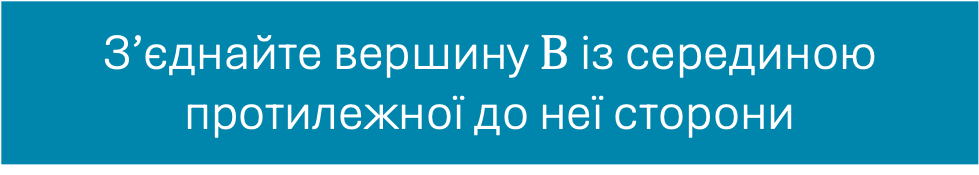 З’єднайте вершину B із серединою
протилежної до неї сторони